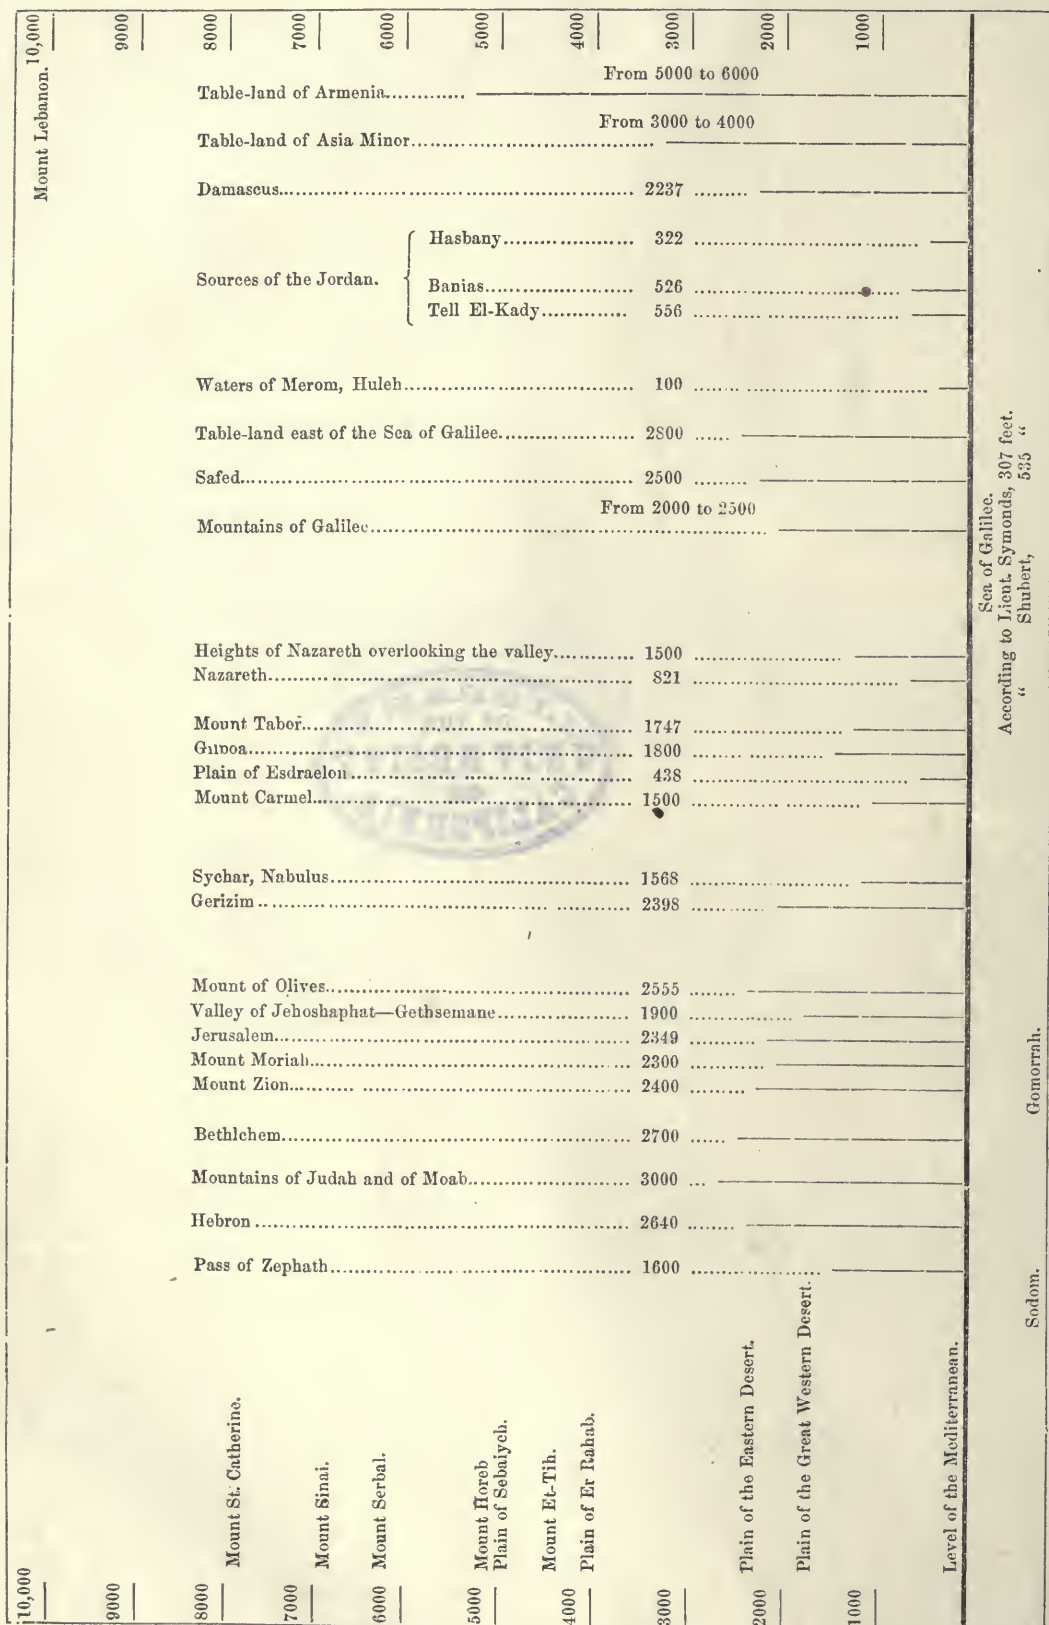 10,000 9000 8000 7000 6000 5000 4000 3000 2000 1000
Mount Lebanon.
From 5000 to 6000
Table-land of Armenia
From 3000 to 4000
Table-land of Asia Minor
Damascus 2237
Hasbany 322
Sources of the Jordan.
Banias 526
Tell El-Kady 556
Waters of Merom, Huleh 100
Table-land east of the Sea of Galilee 2800
Safed 2500
From 2000 to 2500
Mountains of Galilee
Sea of Galilee.
According to Lieut. Symonds, 307 feet.
" Shubert, 535 "
Heights of Nazareth overlooking the valley 1500
Nazareth 821
Mount Tabor 1747
Gilboa 1800
Plain of Esdraelon 438
Mount Carmel 1500
Sychar, Nabulus 1568
Gerizim 2398
Mount of Olives 2555
Valley of Jehoshaphat—Gethsemane 1900
Jerusalem 2349
Mount Moriah 2300
Mount Zion 2400
Gomorrah.
Bethlehem 2700
Mountains of Judah and of Moab 3000
Hebron 2640
Pass of Zephath 1600
Sodom.
Mount St. Catherine.
Mount Sinai.
Mount Serbal.
Mount Horeb
Plain of Sebaiych.
Mount Et-Tih.
Plain of Er Rahab.
Plain of the Eastern Desert.
Plain of the Great Western Desert.
Level of the Mediterranean.
10,000 9000 8000 7000 6000 5000 4000 3000 2000 1000